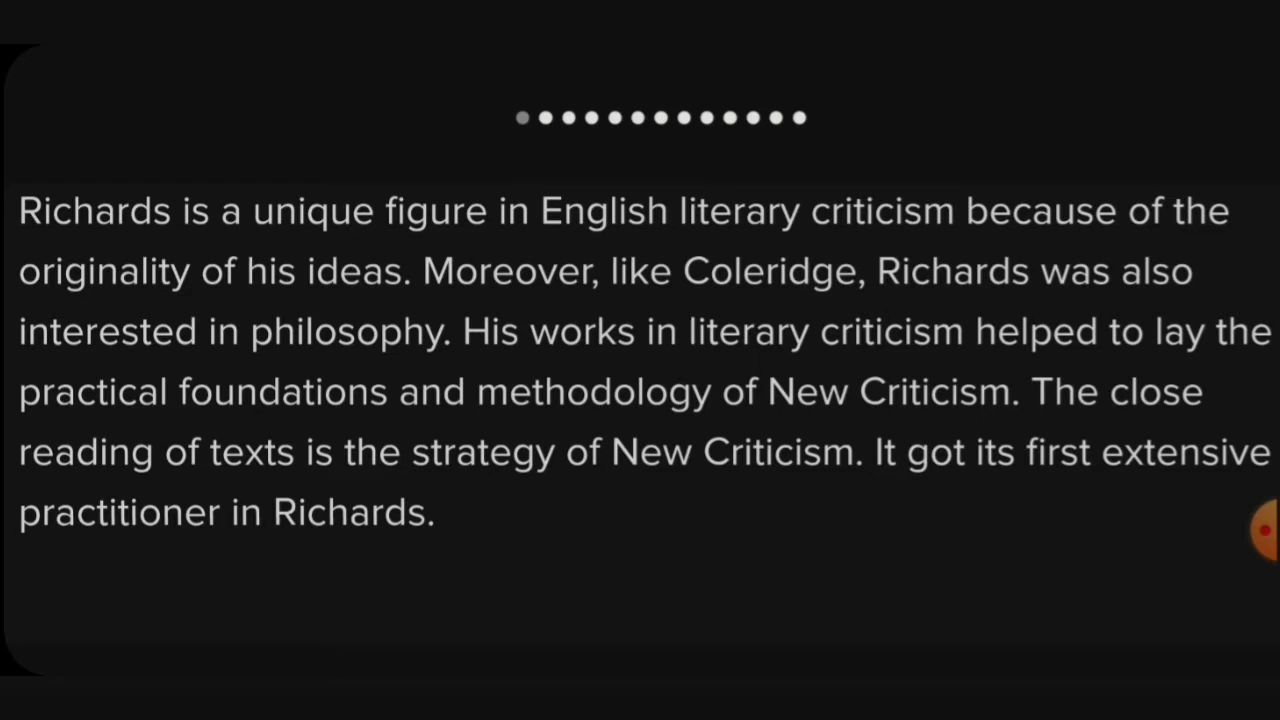 Richards is a unique figure in English literary criticism because of the
originality of his ideas. Moreover, like Coleridge, Richards was also
interested in philosophy. His works in literary criticism helped to lay the
practical foundations and methodology of New Criticism. The close
reading of texts is the strategy of New Criticism. It got its first extensive
practitioner in Richards.